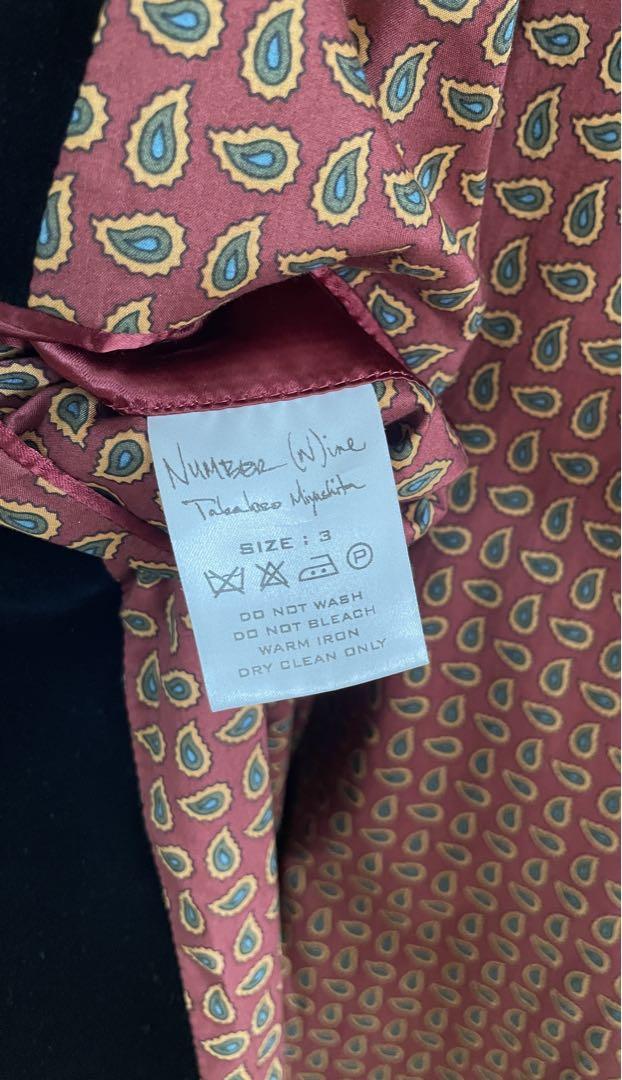 NUMBER (N)ine
Takahiro Miyashita
SIZE : 3
P
DO NOT WASH
DO NOT BLEACH
WARM IRON
DRY CLEAN ONLY